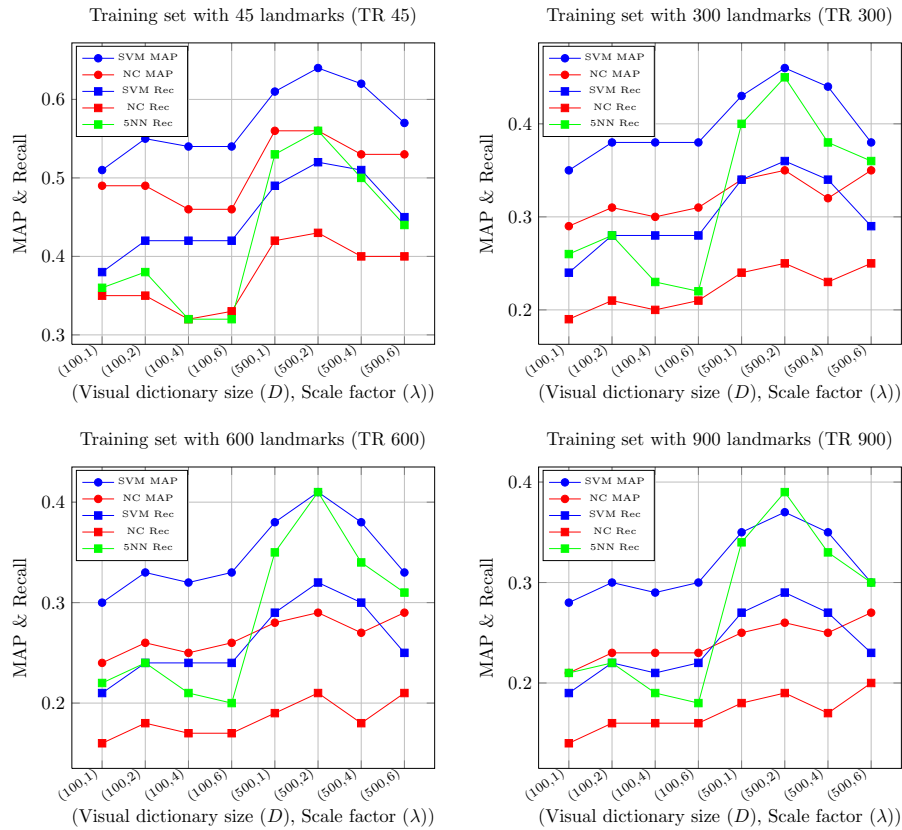 Training set with 45 landmarks (TR 45)
SVM MAP
NC MAP
SVM Rec
NC Rec
5NN Rec
0.6
0.5
0.4
0.3
MAP & Recall
(100,1)
(100,2)
(100,4)
(100,6)
(500,1)
(500,2)
(500,4)
(500,6)
(Visual dictionary size (D), Scale factor (λ))
Training set with 300 landmarks (TR 300)
SVM MAP
NC MAP
SVM Rec
NC Rec
5NN Rec
0.4
0.3
0.2
MAP & Recall
(100,1)
(100,2)
(100,4)
(100,6)
(500,1)
(500,2)
(500,4)
(500,6)
(Visual dictionary size (D), Scale factor (λ))
Training set with 600 landmarks (TR 600)
SVM MAP
NC MAP
SVM Rec
NC Rec
5NN Rec
0.4
0.3
0.2
MAP & Recall
(100,1)
(100,2)
(100,4)
(100,6)
(500,1)
(500,2)
(500,4)
(500,6)
(Visual dictionary size (D), Scale factor (λ))
Training set with 900 landmarks (TR 900)
SVM MAP
NC MAP
SVM Rec
NC Rec
5NN Rec
0.4
0.3
0.2
MAP & Recall
(100,1)
(100,2)
(100,4)
(100,6)
(500,1)
(500,2)
(500,4)
(500,6)
(Visual dictionary size (D), Scale factor (λ))